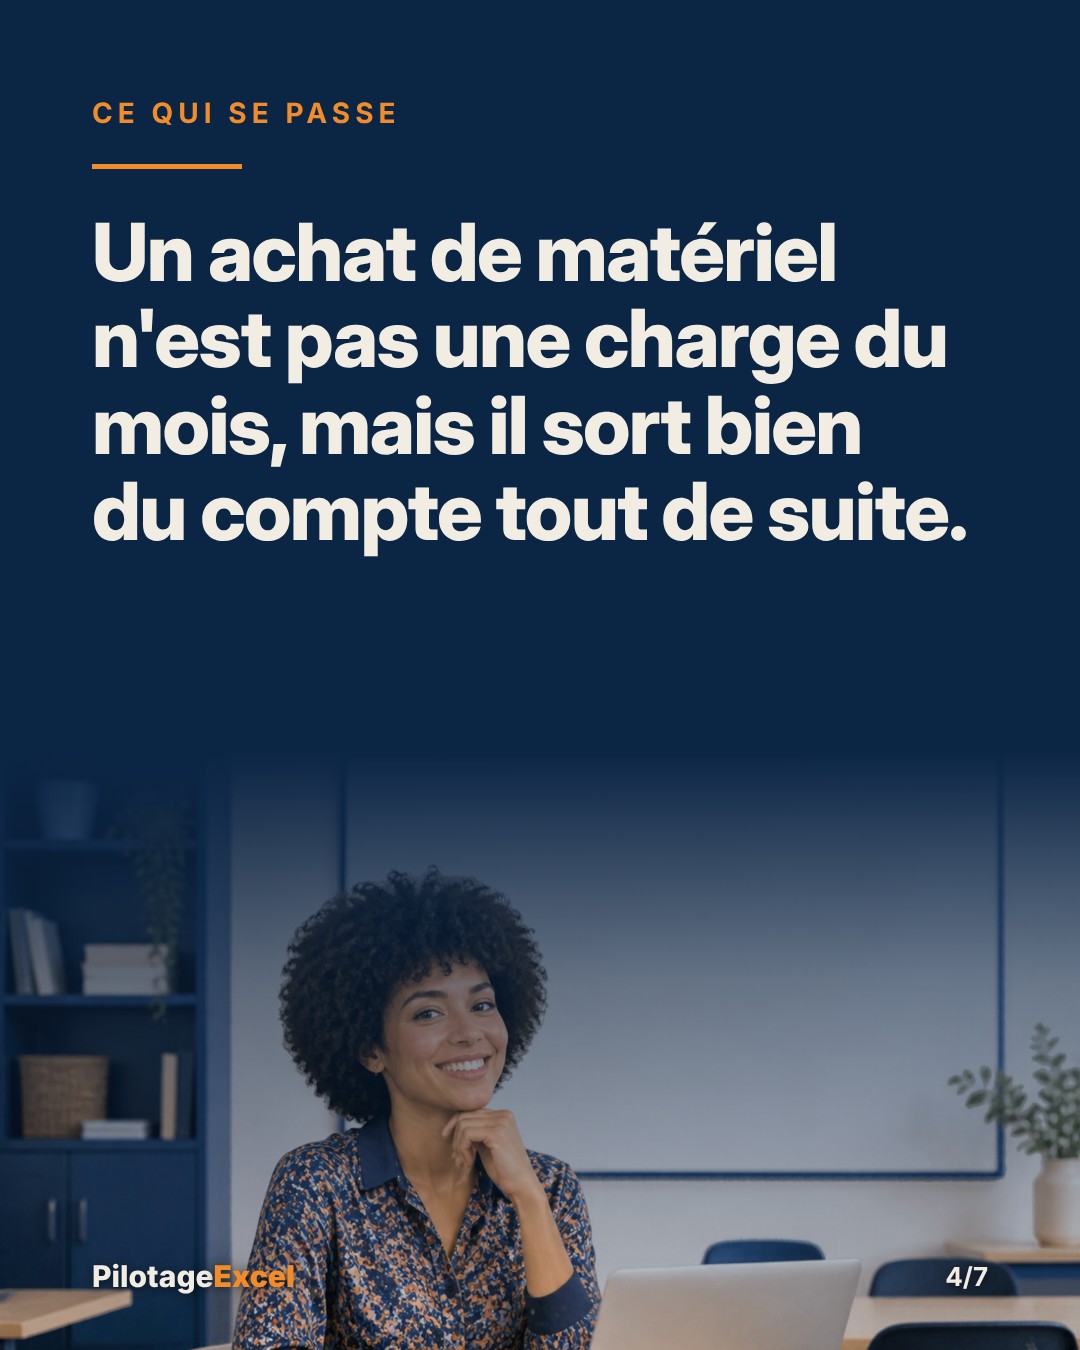 CE QUI SE PASSE
Un achat de matériel
n'est pas une charge du
mois, mais il sort bien
du compte tout de suite.
PilotageExcel
4/7